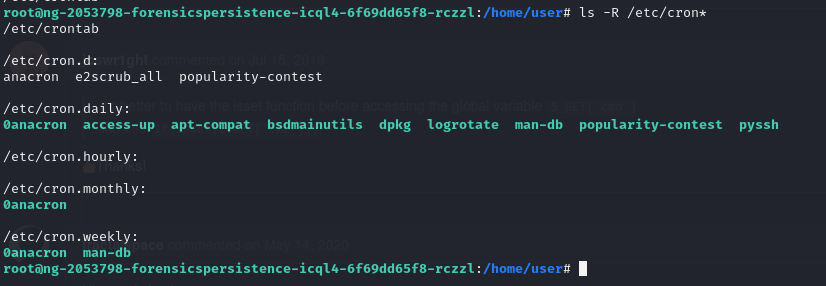 /etc/crontab
root@ng-2053798-forensicspersistence-icql4-6f69dd65f8-rczzl:/home/user# ls -R /etc/cron*
/etc/crontab
/etc/cron.d:
anacron e2scrub_all popularity-contest
/etc/cron.daily:
0anacron access-up apt-compat bsdmainutils dpkg logrotate man-db popularity-contest pyssh
/etc/cron.hourly:
/etc/cron.monthly:
0anacron
/etc/cron.weekly:
0anacron man-db
root@ng-2053798-forensicspersistence-icql4-6f69dd65f8-rczzl:/home/user#